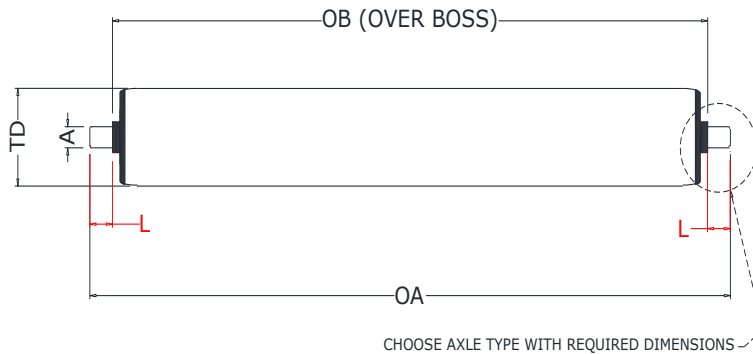 OB (OVER BOSS)
TD
A
L
L
OA
CHOOSE AXLE TYPE WITH REQUIRED DIMENSIONS